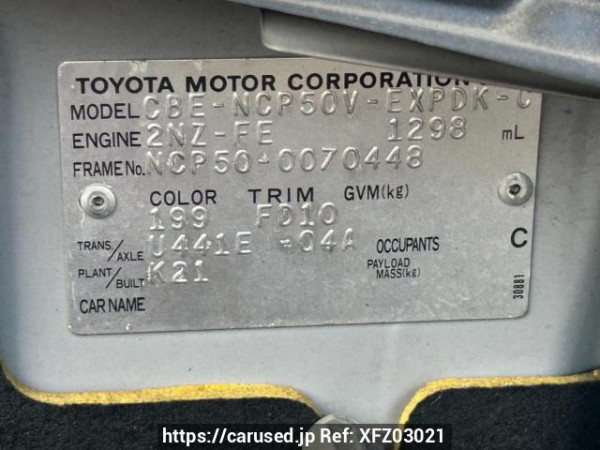 TOYOTA MOTOR CORPORATION
MODEL CBE-NCP50V-EXPDK-C
ENGINE 2NZ-FE 1298 mL
FRAME No. NCP50-0070448
COLOR TRIM GVM(kg)
199 FD10
TRANS/AXLE U441E -04A OCCUPANTS C
PLANT/BUILT K21 PAYLOAD MASS(kg)
CAR NAME
30BB1
https://carused.jp Ref: XFZ03021